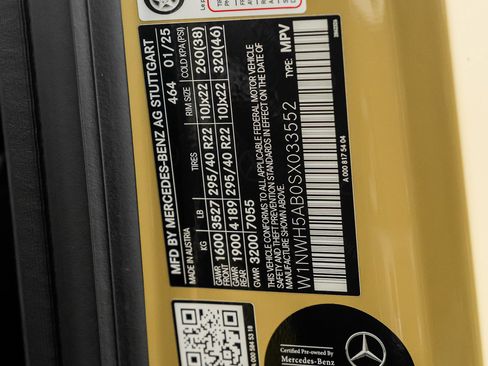 MFD BY MERCEDES-BENZ AG STUTTGART
MADE IN AUSTRIA 464 01/25
KG LB TIRES RIM SIZE COLD KPA(PSI)
GAWR FRONT 1600 3527 295/40 R22 10Jx22 260(38)
GAWR REAR 1900 4189 295/40 R22 10Jx22 320(46)
GVWR 3200 7055
THIS VEHICLE CONFORMS TO ALL APPLICABLE FEDERAL MOTOR VEHICLE
SAFETY AND THEFT PREVENTION STANDARDS IN EFFECT ON THE DATE OF
MANUFACTURE SHOWN ABOVE. TYPE: MPV
W1NWH5AB0SX033552
A 000 817 54 04
A 000 584 53 18
Certified Pre-owned by
Mercedes-Benz